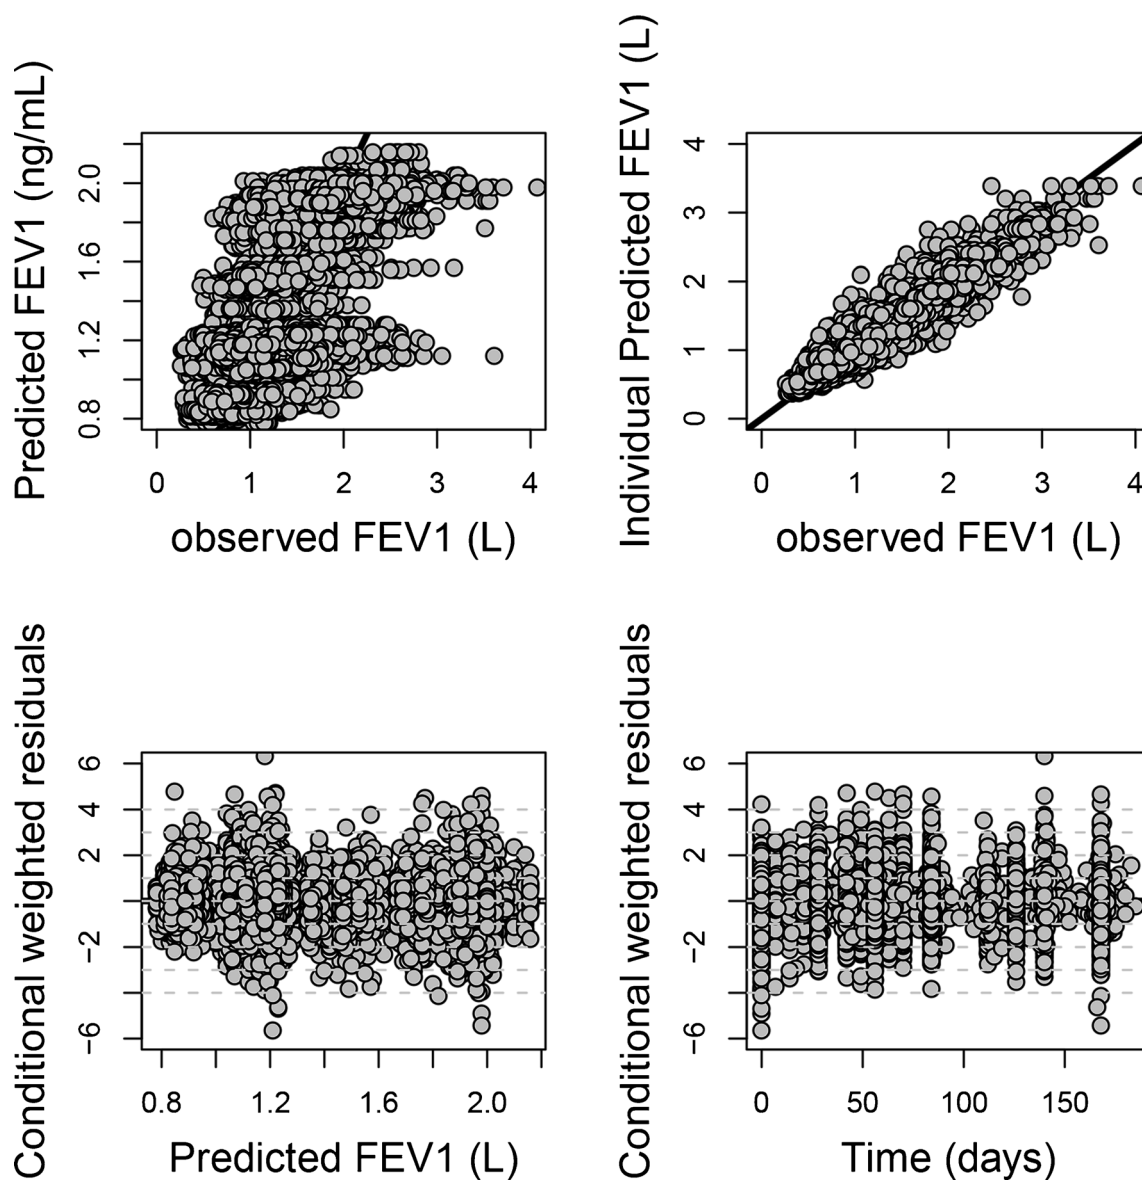 Predicted FEV1 (ng/mL)
2.0
1.6
1.2
0.8
0 1 2 3 4
observed FEV1 (L)
Individual Predicted FEV1 (L)
4
3
2
1
0
0 1 2 3 4
observed FEV1 (L)
Conditional weighted residuals
6
4
2
0
−2
−6
0.8 1.2 1.6 2.0
Predicted FEV1 (L)
Conditional weighted residuals
6
4
2
0
−2
−6
0 50 100 150
Time (days)